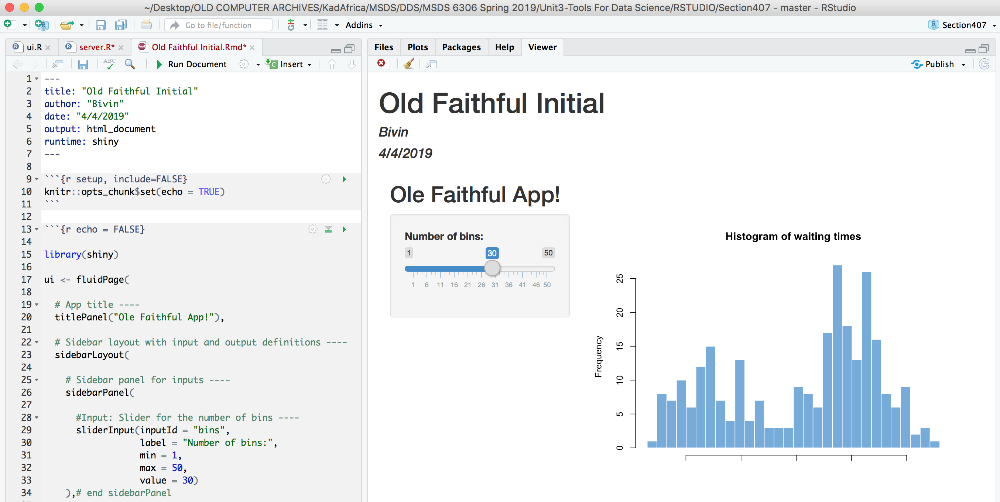 ~/Desktop/OLD COMPUTER ARCHIVES/KadAfrica/MSDS/DDS/MSDS 6306 Spring 2019/Unit3-Tools For Data Science/RSTUDIO/Section407 - master - RStudio
Go to file/function
Addins
Section407
ui.R
server.R*
Old Faithful Initial.Rmd*
ABC
Run Document
Insert
1 ---
2 title: "Old Faithful Initial"
3 author: "Bivin"
4 date: "4/4/2019"
5 output: html_document
6 runtime: shiny
7 ---
8
9 ```{r setup, include=FALSE}
10 knitr::opts_chunk$set(echo = TRUE)
11 ```
12
13 ```{r echo = FALSE}
14
15 library(shiny)
16
17 ui <- fluidPage(
18
19 # App title ----
20 titlePanel("Ole Faithful App!"),
21
22 # Sidebar layout with input and output definitions ----
23 sidebarLayout(
24
25 # Sidebar panel for inputs ----
26 sidebarPanel(
27
28 #Input: Slider for the number of bins ----
29 sliderInput(inputId = "bins",
30 label = "Number of bins:",
31 min = 1,
32 max = 50,
33 value = 30)
34 ),# end sidebarPanel
Files Plots Packages Help Viewer
Publish
Old Faithful Initial
Bivin
4/4/2019
Ole Faithful App!
Number of bins:
1 30 50
1 6 11 16 21 26 31 36 41 46 50
Histogram of waiting times
Frequency
25
20
15
10
5
0